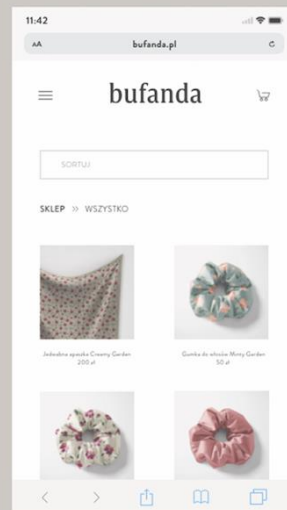 11:42
AA bufanda.pl
bufanda
SORTUJ
SKLEP >> WSZYSTKO
Jedwabna apaszka Creamy Garden
200 zł
Gumka do włosów Minty Garden
50 zł